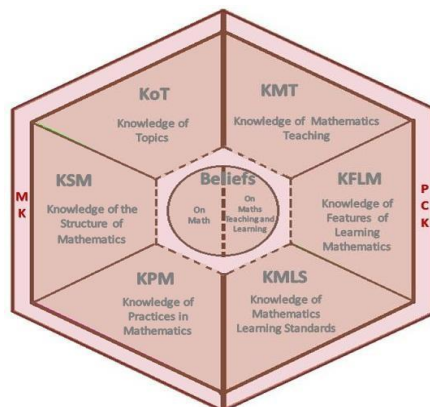 KoT
Knowledge of
Topics
KMT
Knowledge of Mathematics
Teaching
MK
KSM
Knowledge of the
Structure of
Mathematics
Beliefs
On
Math
On
Maths
Teaching and
Learning
KFLM
Knowledge of
Features of
Learning
Mathematics
PCK
KPM
Knowledge of
Practices in
Mathematics
KMLS
Knowledge of
Mathematics
Learning Standards